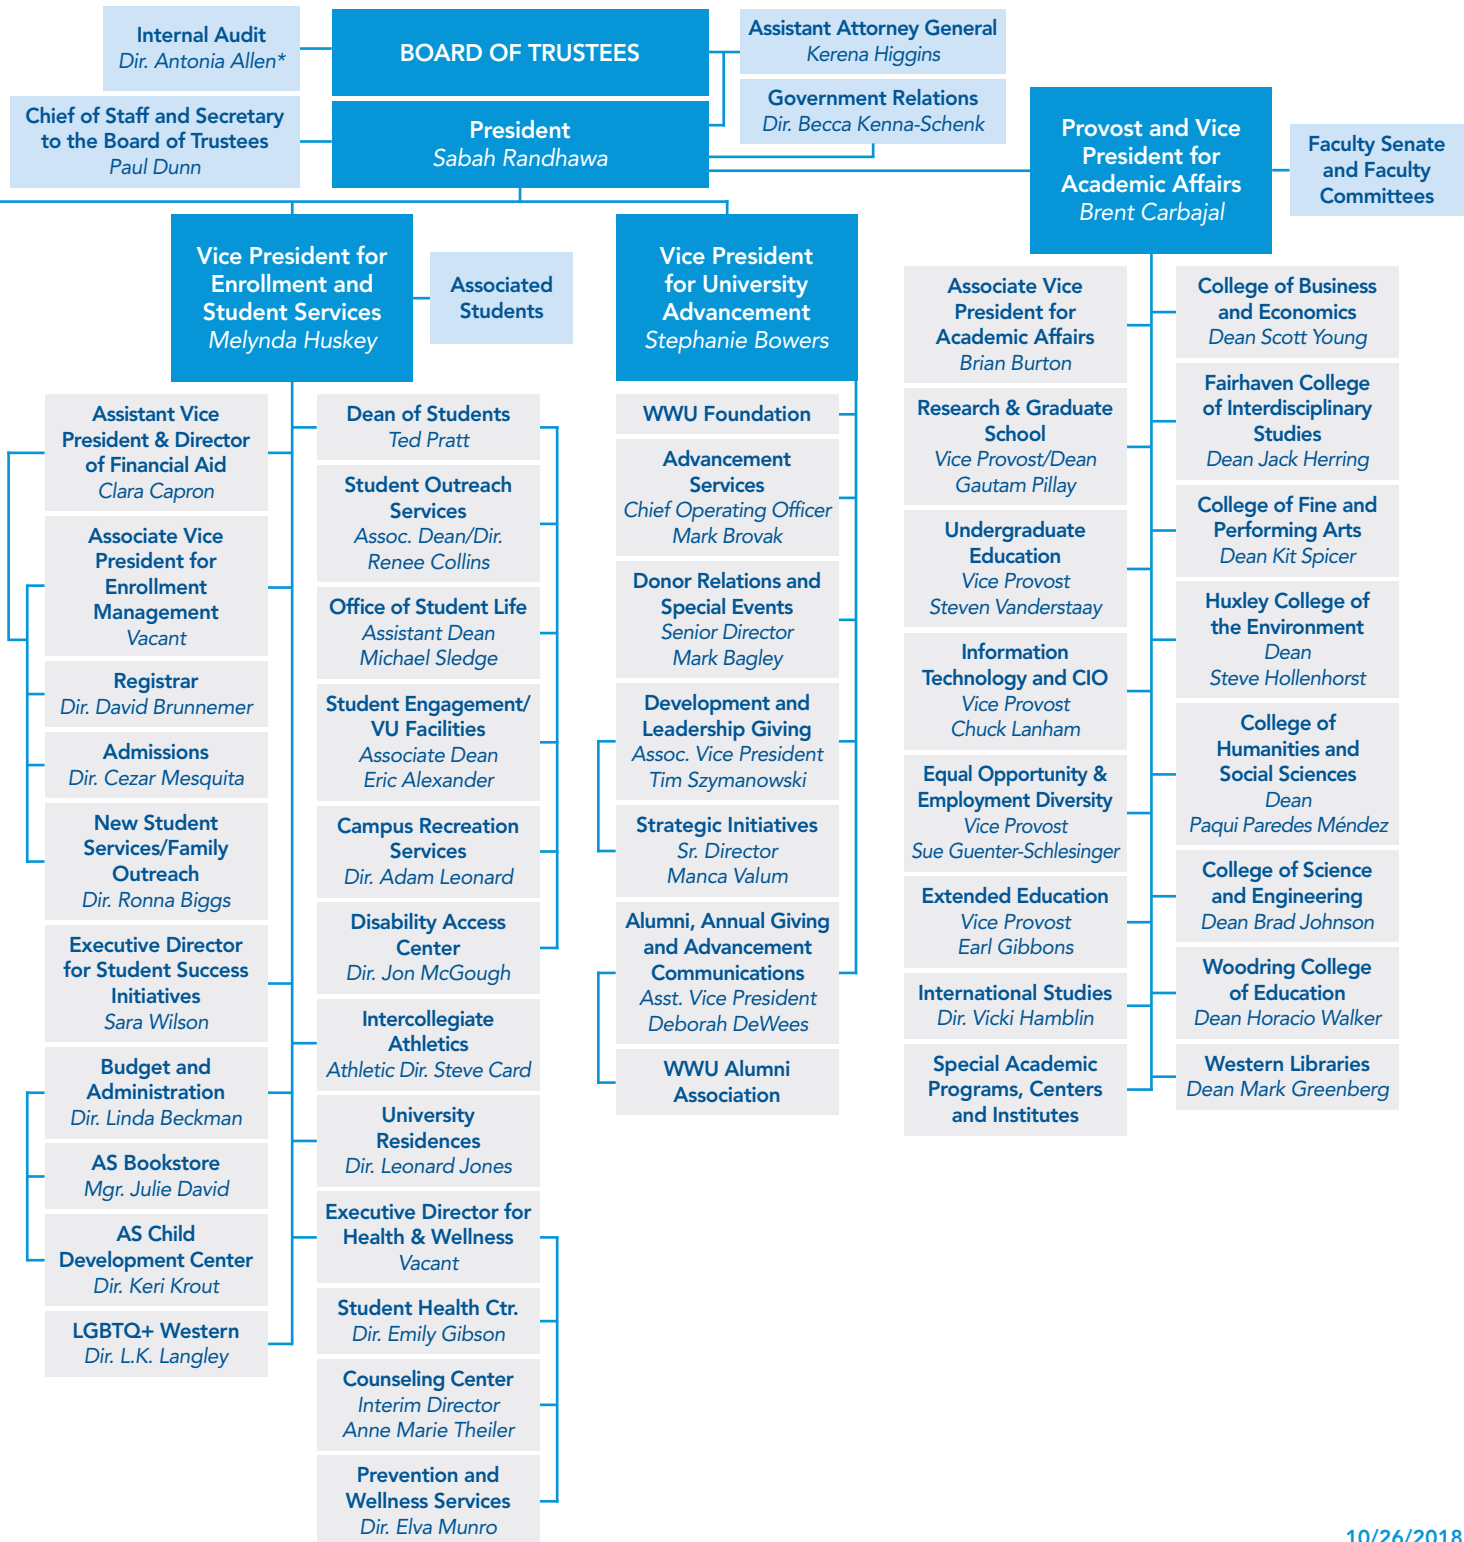 Internal Audit
Dir. Antonia Allen*
BOARD OF TRUSTEES
Assistant Attorney General
Kerena Higgins
Government Relations
Dir. Becca Kenna-Schenk
Chief of Staff and Secretary
to the Board of Trustees
Paul Dunn
President
Sabah Randhawa
Provost and Vice
President for
Academic Affairs
Brent Carbajal
Faculty Senate
and Faculty
Committees
Vice President for
Enrollment and
Student Services
Melynda Huskey
Associated
Students
Vice President
for University
Advancement
Stephanie Bowers
Assistant Vice
President & Director
of Financial Aid
Clara Capron
Associate Vice
President for
Enrollment
Management
Vacant
Registrar
Dir. David Brunnemer
Admissions
Dir. Cezar Mesquita
New Student
Services/Family
Outreach
Dir. Ronna Biggs
Executive Director
for Student Success
Initiatives
Sara Wilson
Budget and
Administration
Dir. Linda Beckman
AS Bookstore
Mgr. Julie David
AS Child
Development Center
Dir. Keri Krout
LGBTQ+ Western
Dir. L.K. Langley
Dean of Students
Ted Pratt
Student Outreach
Services
Assoc. Dean/Dir.
Renee Collins
Office of Student Life
Assistant Dean
Michael Sledge
Student Engagement/
VU Facilities
Associate Dean
Eric Alexander
Campus Recreation
Services
Dir. Adam Leonard
Disability Access
Center
Dir. Jon McGough
Intercollegiate
Athletics
Athletic Dir. Steve Card
University
Residences
Dir. Leonard Jones
Executive Director for
Health & Wellness
Vacant
Student Health Ctr.
Dir. Emily Gibson
Counseling Center
Interim Director
Anne Marie Theiler
Prevention and
Wellness Services
Dir. Elva Munro
WWU Foundation
Advancement
Services
Chief Operating Officer
Mark Brovak
Donor Relations and
Special Events
Senior Director
Mark Bagley
Development and
Leadership Giving
Assoc. Vice President
Tim Szymanowski
Strategic Initiatives
Sr. Director
Manca Valum
Alumni, Annual Giving
and Advancement
Communications
Asst. Vice President
Deborah DeWees
WWU Alumni
Association
Associate Vice
President for
Academic Affairs
Brian Burton
Research & Graduate
School
Vice Provost/Dean
Gautam Pillay
Undergraduate
Education
Vice Provost
Steven Vanderstaay
Information
Technology and CIO
Vice Provost
Chuck Lanham
Equal Opportunity &
Employment Diversity
Vice Provost
Sue Guenter-Schlesinger
Extended Education
Vice Provost
Earl Gibbons
International Studies
Dir. Vicki Hamblin
Special Academic
Programs, Centers
and Institutes
College of Business
and Economics
Dean Scott Young
Fairhaven College
of Interdisciplinary
Studies
Dean Jack Herring
College of Fine and
Performing Arts
Dean Kit Spicer
Huxley College of
the Environment
Dean
Steve Hollenhorst
College of
Humanities and
Social Sciences
Dean
Paqui Paredes Méndez
College of Science
and Engineering
Dean Brad Johnson
Woodring College
of Education
Dean Horacio Walker
Western Libraries
Dean Mark Greenberg
10/26/2018